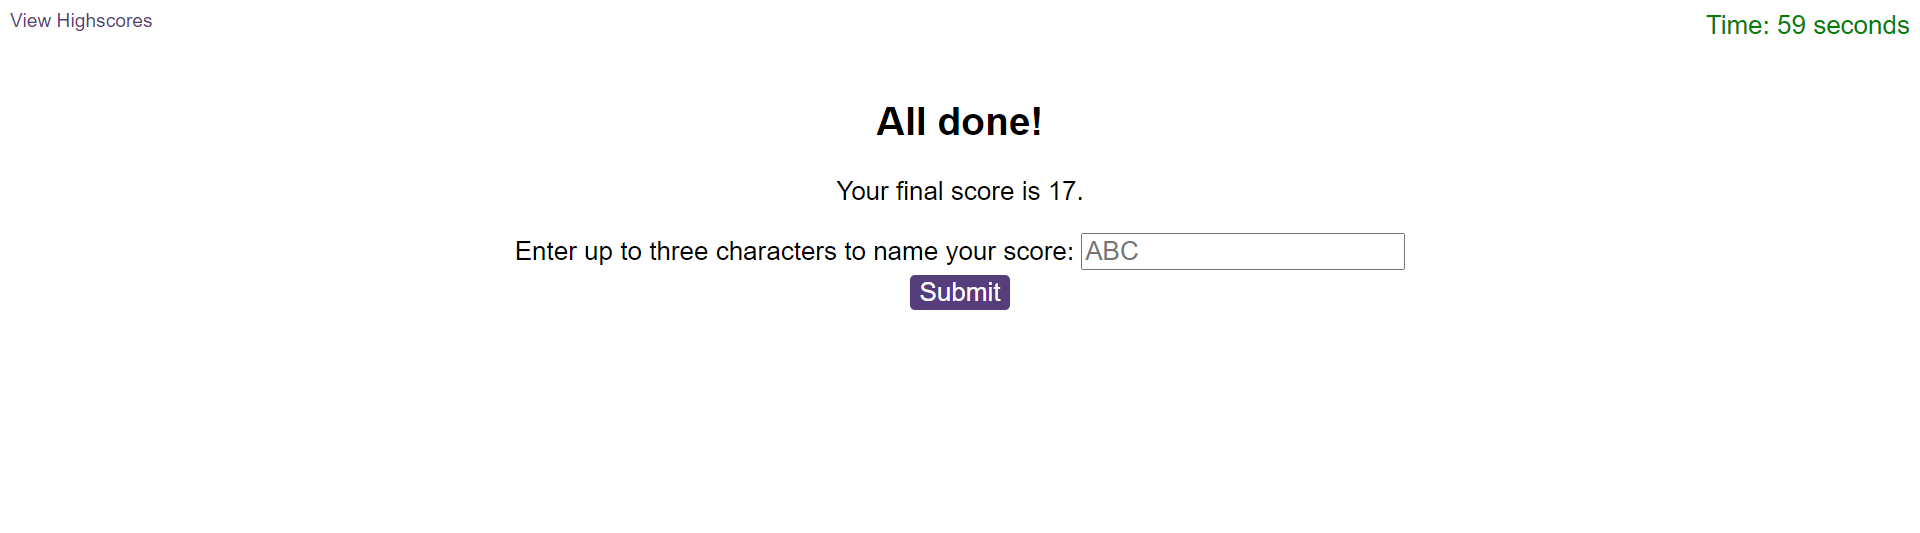 View Highscores
Time: 59 seconds
All done!
Your final score is 17.
Enter up to three characters to name your score: ABC
Submit